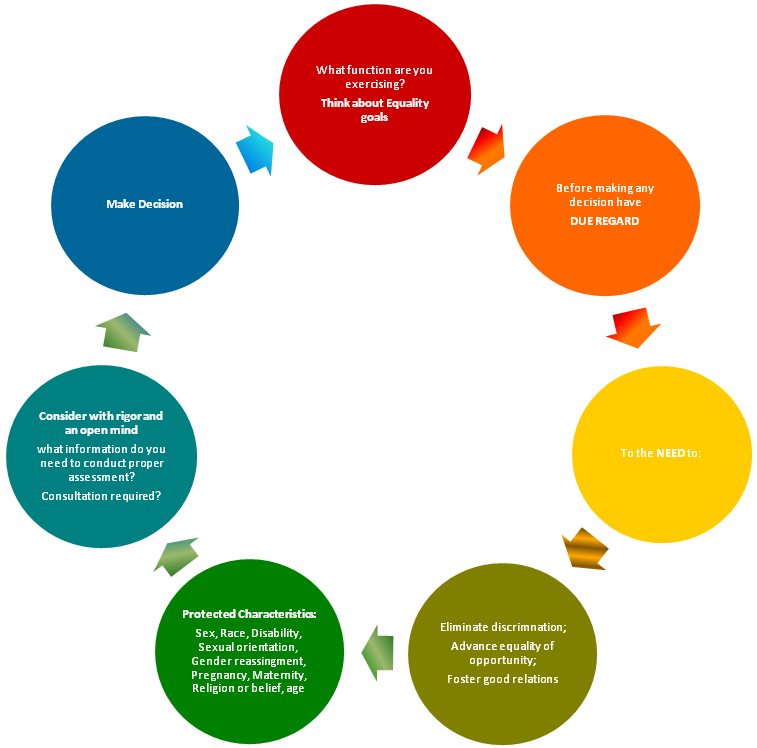 What function are you
exercising?
Think about Equality
goals
Before making any
decision have
DUE REGARD
To the NEED to:
Eliminate discrimnation;
Advance equality of
opportunity;
Foster good relations
Protected Characteristics:
Sex, Race, Disability,
Sexual orientation,
Gender reassingment,
Pregnancy, Maternity,
Religion or belief, age
Consider with rigor and
an open mind
what information do you
need to conduct proper
assessment?
Consultation required?
Make Decision